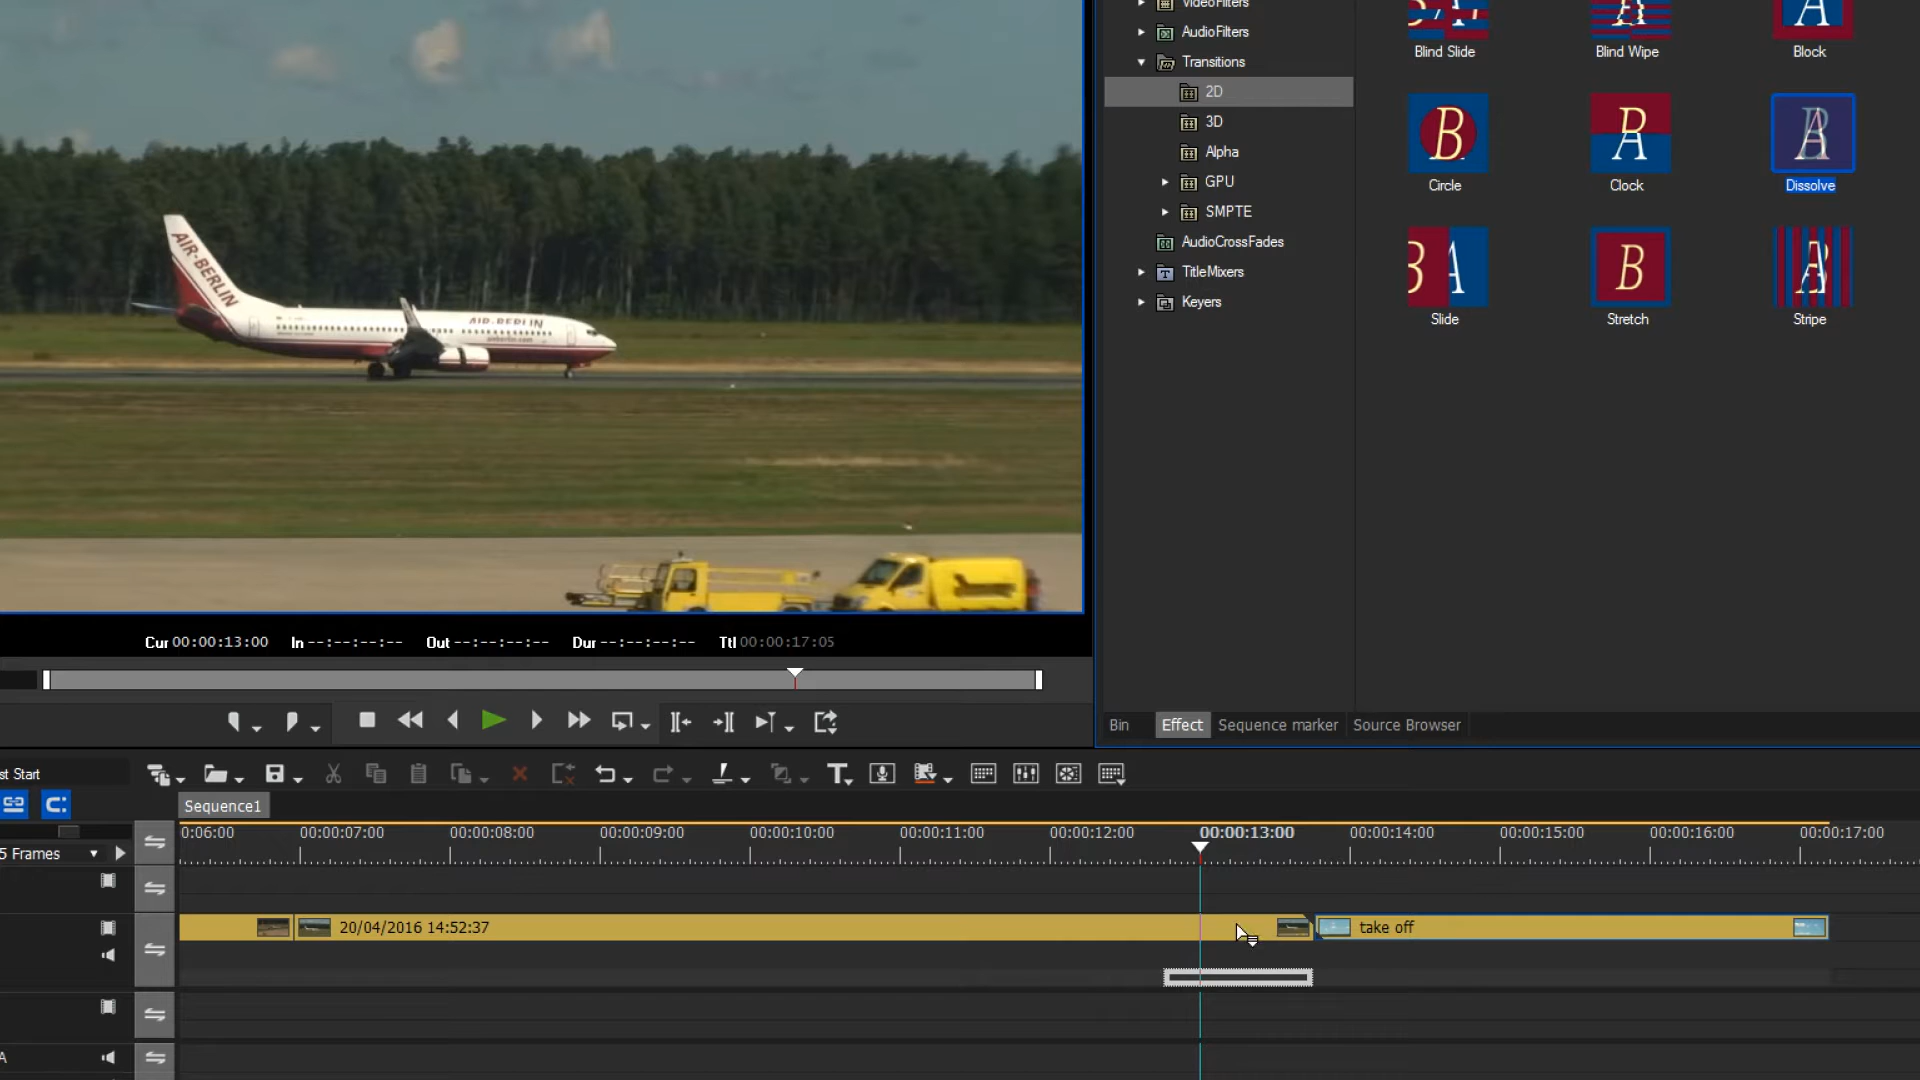 VideoFilters
AudioFilters
Transitions
2D
3D
Alpha
GPU
SMPTE
AudioCrossFades
TitleMixers
Keyers
Blind Slide
Blind Wipe
Block
Circle
Clock
Dissolve
Slide
Stretch
Stripe
AIR-BERLIN
AIR-BERLIN
airberlin.com
Cur 00:00:13:00 In --:--:--:-- Out --:--:--:-- Dur --:--:--:-- Ttl 00:00:17:05
Bin Effect Sequence marker Source Browser
st Start
Sequence1
0:06:00 00:00:07:00 00:00:08:00 00:00:09:00 00:00:10:00 00:00:11:00 00:00:12:00 00:00:13:00 00:00:14:00 00:00:15:00 00:00:16:00 00:00:17:00
5 Frames
20/04/2016 14:52:37
take off
A